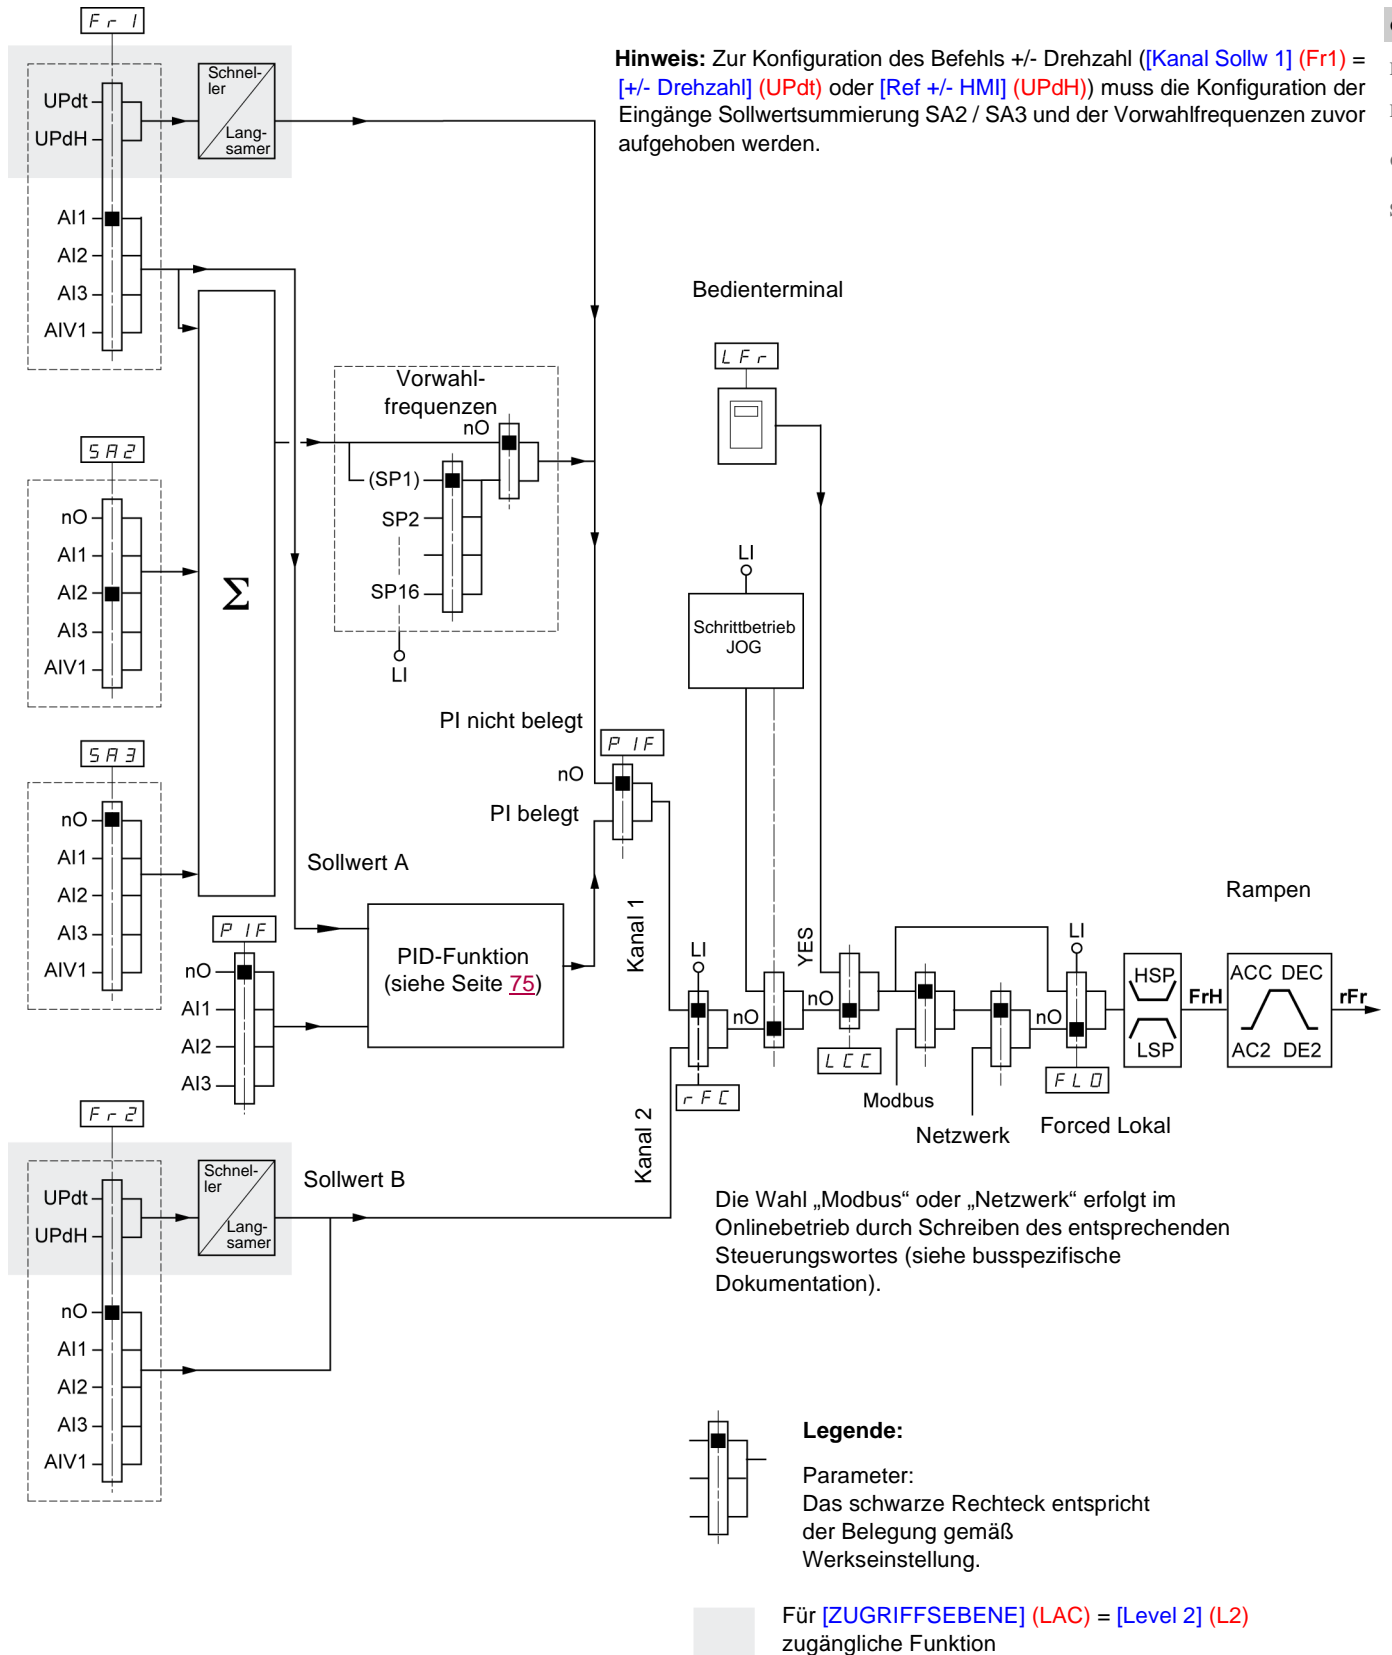 Fr1
Hinweis: Zur Konfiguration des Befehls +/- Drehzahl ([Kanal Sollw 1] (Fr1) =
[+/- Drehzahl] (UPdt) oder [Ref +/- HMI] (UPdH)) muss die Konfiguration der
Eingänge Sollwertsummierung SA2 / SA3 und der Vorwahlfrequenzen zuvor
aufgehoben werden.
UPdt
UPdH
Schnel-
ler
Lang-
samer
AI1
AI2
AI3
AIV1
Bedienterminal
LFr
Vorwahl-
frequenzen
nO
(SP1)
SP2
SP16
LI
SA2
nO
AI1
AI2
AI3
AIV1
Σ
LI
Schrittbetrieb
JOG
PI nicht belegt
PIF
nO
PI belegt
SA3
nO
AI1
AI2
AI3
AIV1
Sollwert A
PIF
nO
AI1
AI2
AI3
PID-Funktion
(siehe Seite 75)
Kanal 1
LI
rFC
nO
YES
nO
LCC
Modbus
Netzwerk
nO
LI
FLO
Forced Lokal
HSP
LSP
FrH
Rampen
ACC DEC
AC2 DE2
rFr
Kanal 2
Fr2
UPdt
UPdH
Schnel-
ler
Lang-
samer
Sollwert B
nO
AI1
AI2
AI3
AIV1
Die Wahl „Modbus“ oder „Netzwerk“ erfolgt im
Onlinebetrieb durch Schreiben des entsprechenden
Steuerungswortes (siehe busspezifische
Dokumentation).
Legende:
Parameter:
Das schwarze Rechteck entspricht
der Belegung gemäß
Werkseinstellung.
Für [ZUGRIFFSEBENE] (LAC) = [Level 2] (L2)
zugängliche Funktion